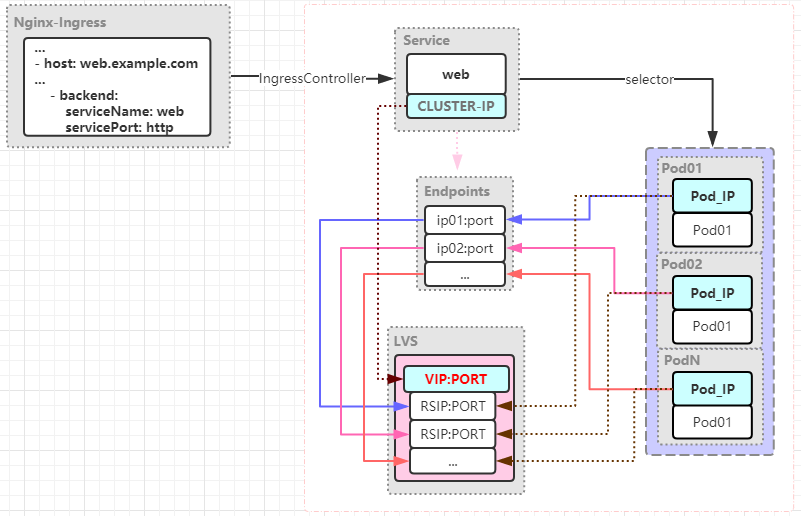 Nginx-Ingress
...
- host: web.example.com
...
- backend:
serviceName: web
servicePort: http
IngressController
Service
web
CLUSTER-IP
selector
Endpoints
ip01:port
ip02:port
...
LVS
VIP:PORT
RSIP:PORT
RSIP:PORT
...
Pod01
Pod_IP
Pod01
Pod02
Pod_IP
Pod01
PodN
Pod_IP
Pod01